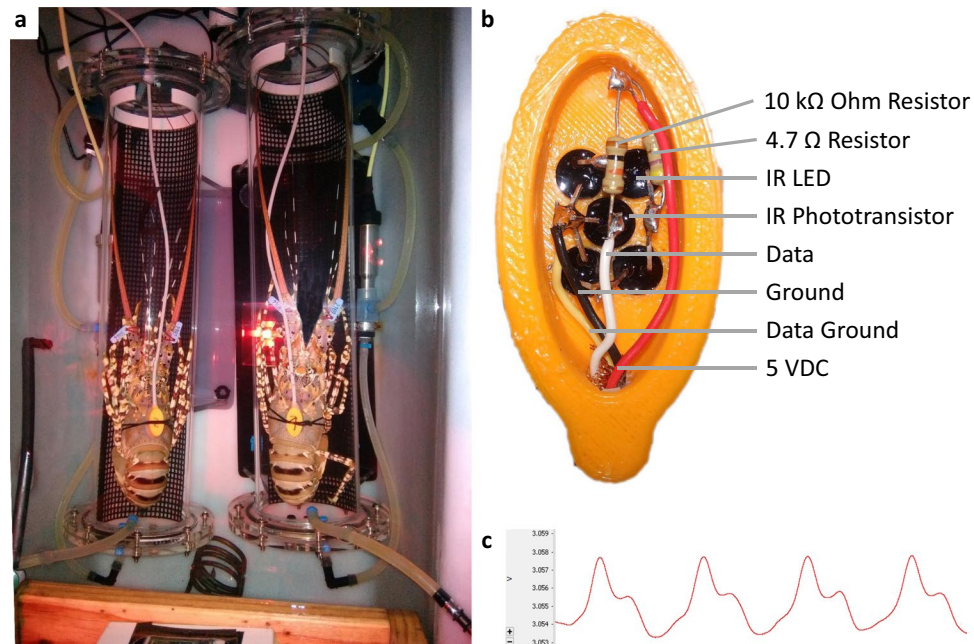 a
b
10 kΩ Ohm Resistor
4.7 Ω Resistor
IR LED
IR Phototransistor
Data
Ground
Data Ground
5 VDC
c
3.059
3.058
3.057
3.056
3.055
3.054
3.053
V
+
−